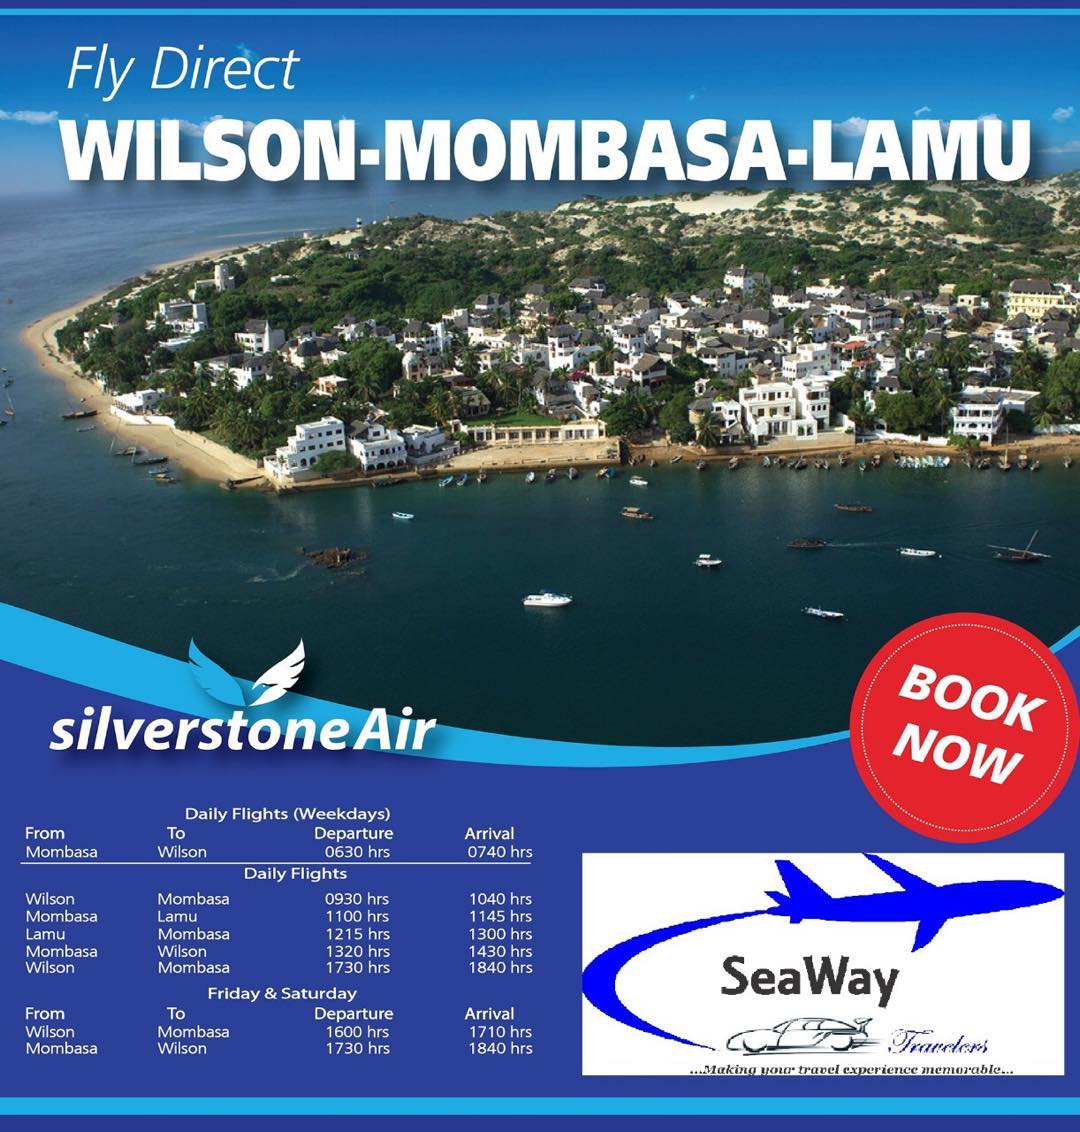 Fly Direct
WILSON-MOMBASA-LAMU
silverstone Air
BOOK
NOW
Daily Flights (Weekdays)
From To Departure Arrival
Mombasa Wilson 0630 hrs 0740 hrs
Daily Flights
Wilson Mombasa 0930 hrs 1040 hrs
Mombasa Lamu 1100 hrs 1145 hrs
Lamu Mombasa 1215 hrs 1300 hrs
Mombasa Wilson 1320 hrs 1430 hrs
Wilson Mombasa 1730 hrs 1840 hrs
Friday & Saturday
From To Departure Arrival
Wilson Mombasa 1600 hrs 1710 hrs
Mombasa Wilson 1730 hrs 1840 hrs
SeaWay
Travelers
...Making your travel experience memorable...